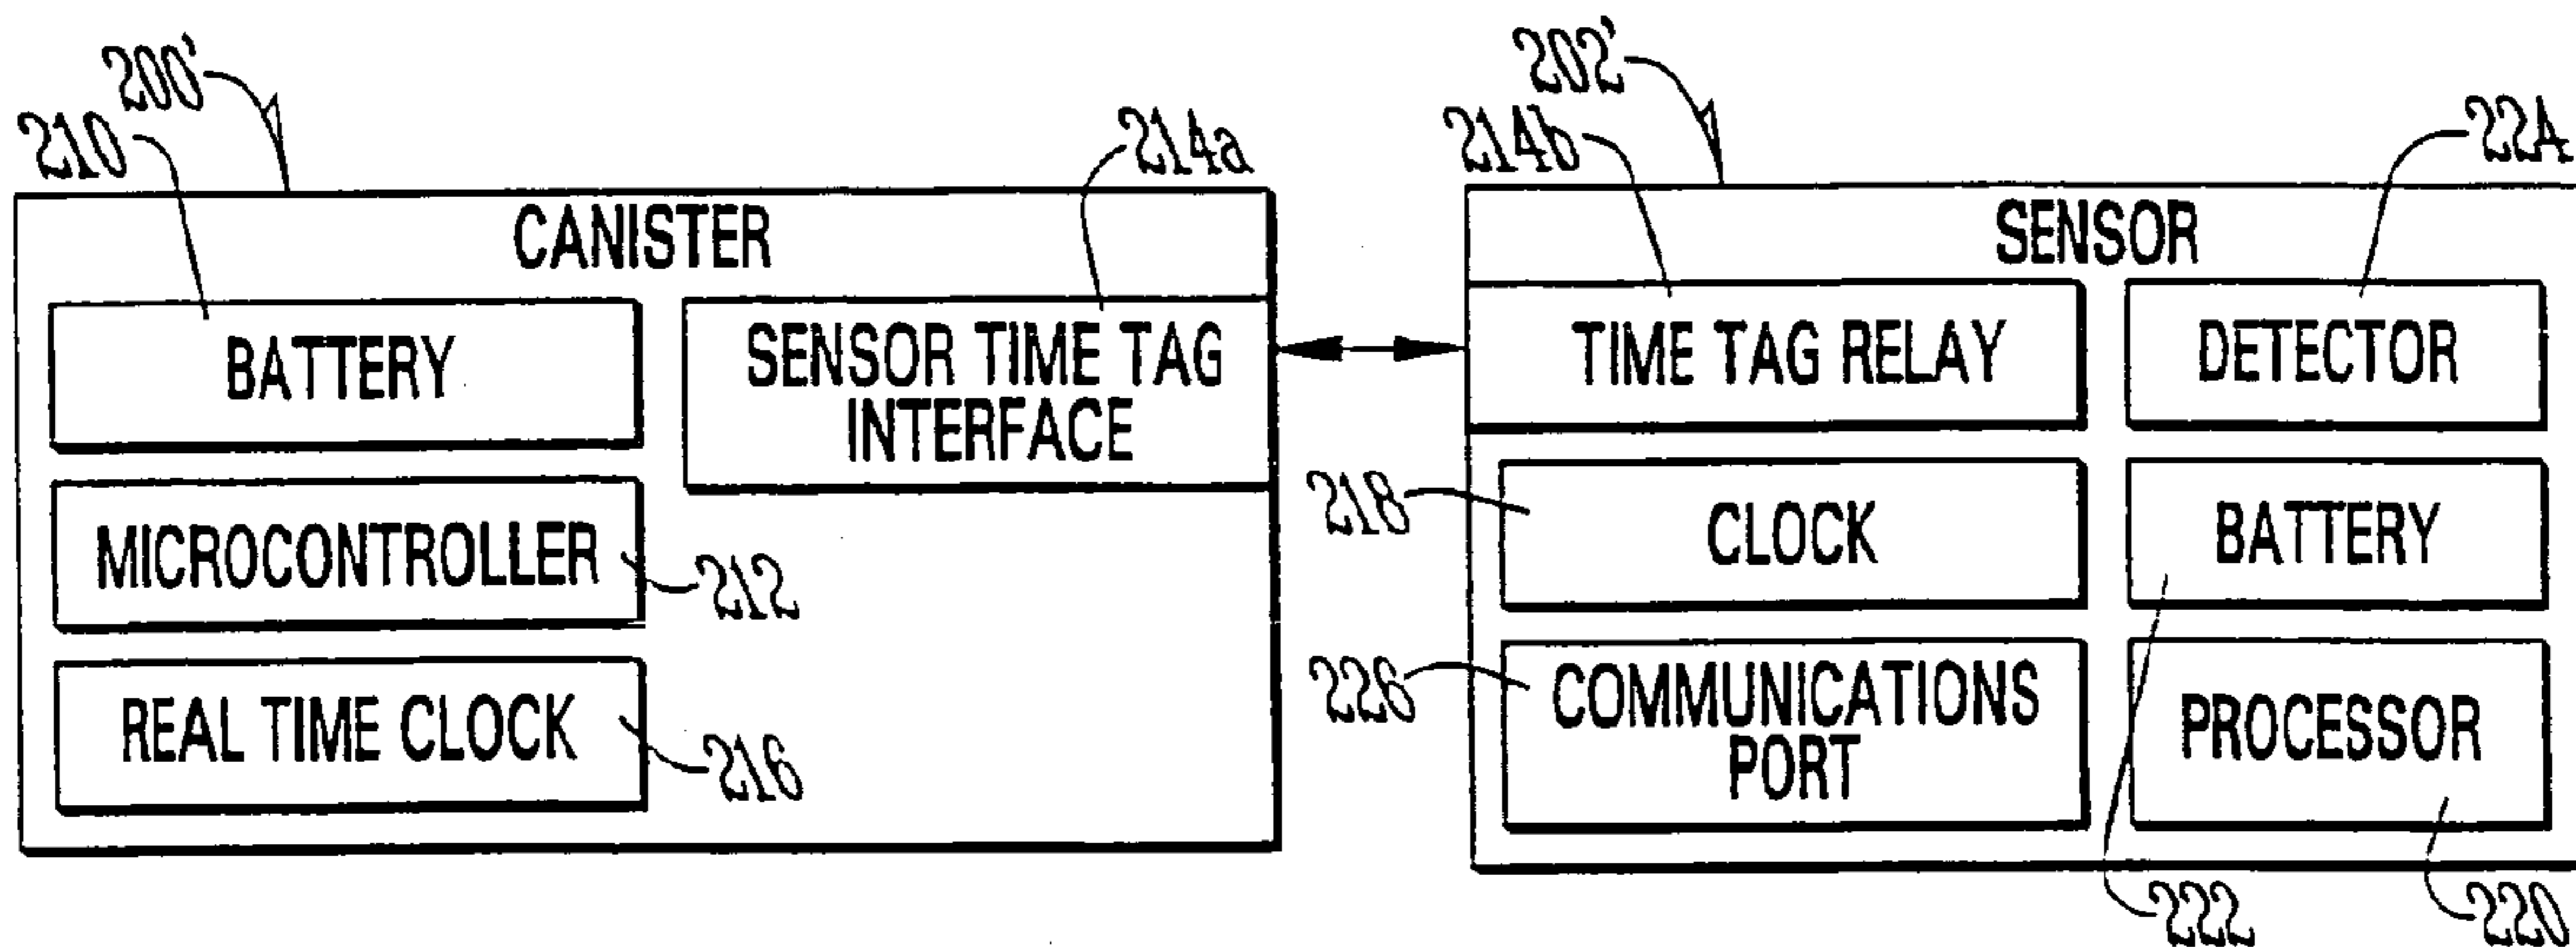 200'
202'
210
214a
214b
224
CANISTER
SENSOR
BATTERY
SENSOR TIME TAG
INTERFACE
TIME TAG RELAY
DETECTOR
MICROCONTROLLER
212
218
CLOCK
BATTERY
REAL TIME CLOCK
216
226
COMMUNICATIONS
PORT
PROCESSOR
222
220